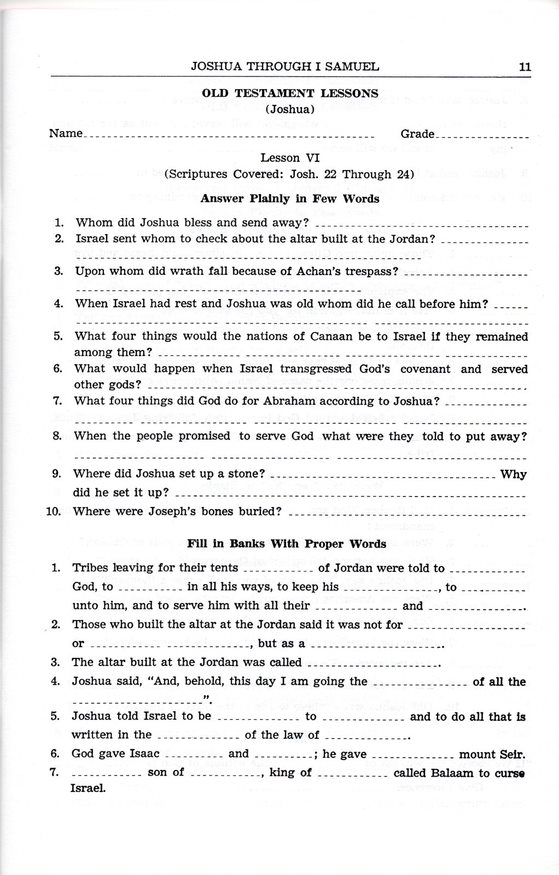 JOSHUA THROUGH I SAMUEL 11
OLD TESTAMENT LESSONS
(Joshua)
Name Grade
Lesson VI
(Scriptures Covered: Josh. 22 Through 24)
Answer Plainly in Few Words
1. Whom did Joshua bless and send away?
2. Israel sent whom to check about the altar built at the Jordan?
3. Upon whom did wrath fall because of Achan's trespass?
4. When Israel had rest and Joshua was old whom did he call before him?
5. What four things would the nations of Canaan be to Israel if they remained
among them?
6. What would happen when Israel transgressed God's covenant and served
other gods?
7. What four things did God do for Abraham according to Joshua?
8. When the people promised to serve God what were they told to put away?
9. Where did Joshua set up a stone? Why
did he set it up?
10. Where were Joseph's bones buried?
Fill in Banks With Proper Words
1. Tribes leaving for their tents of Jordan were told to
God, to in all his ways, to keep his , to
unto him, and to serve him with all their and .
2. Those who built the altar at the Jordan said it was not for
or , but as a .
3. The altar built at the Jordan was called .
4. Joshua said, "And, behold, this day I am going the of all the
".
5. Joshua told Israel to be to and to do all that is
written in the of the law of .
6. God gave Isaac and ; he gave mount Seir.
7. son of , king of called Balaam to curse
Israel.